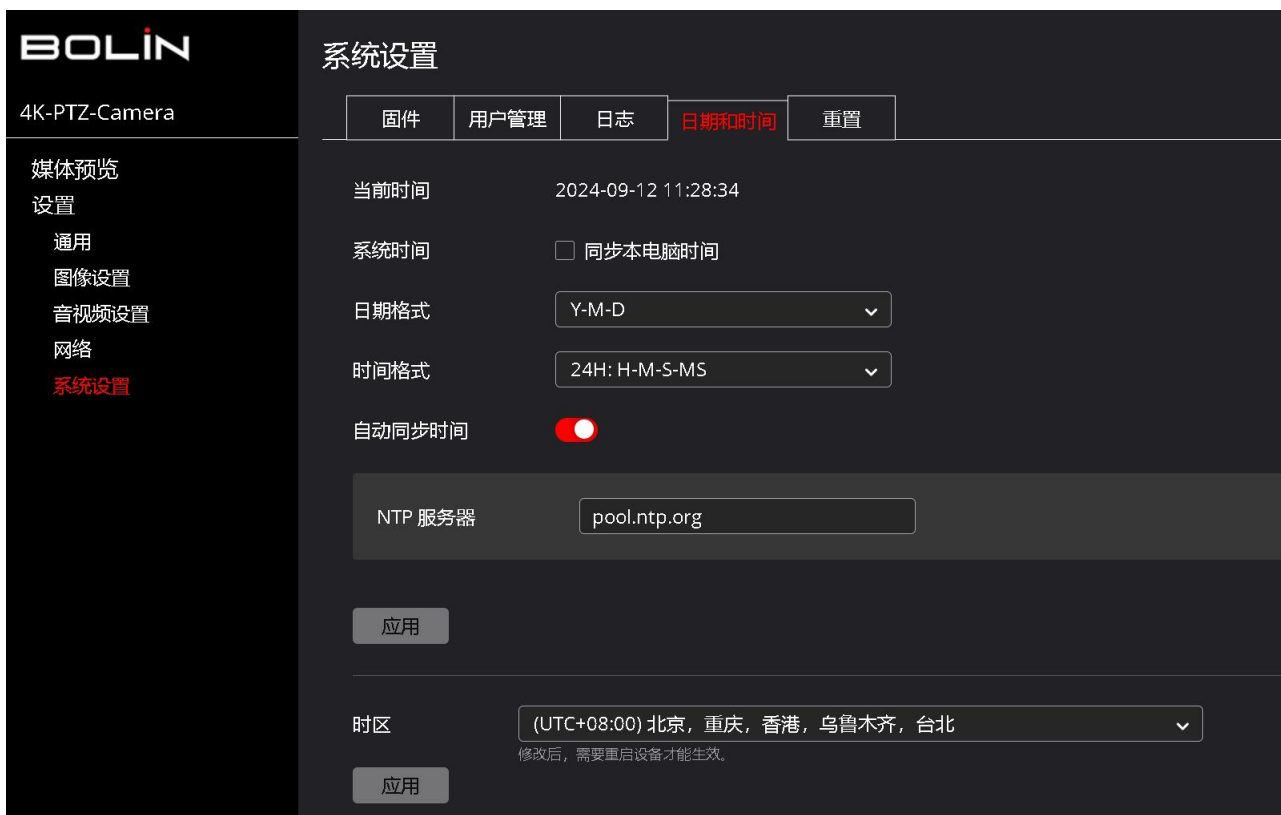 BOLIN
4K-PTZ-Camera
媒体预览
设置
通用
图像设置
音视频设置
网络
系统设置
系统设置
固件 用户管理 日志 日期和时间 重置
当前时间 2024-09-12 11:28:34
系统时间 同步本电脑时间
日期格式 Y-M-D
时间格式 24H: H-M-S-MS
自动同步时间
NTP 服务器 pool.ntp.org
应用
时区 (UTC+08:00) 北京，重庆，香港，乌鲁木齐，台北
修改后，需要重启设备才能生效。
应用